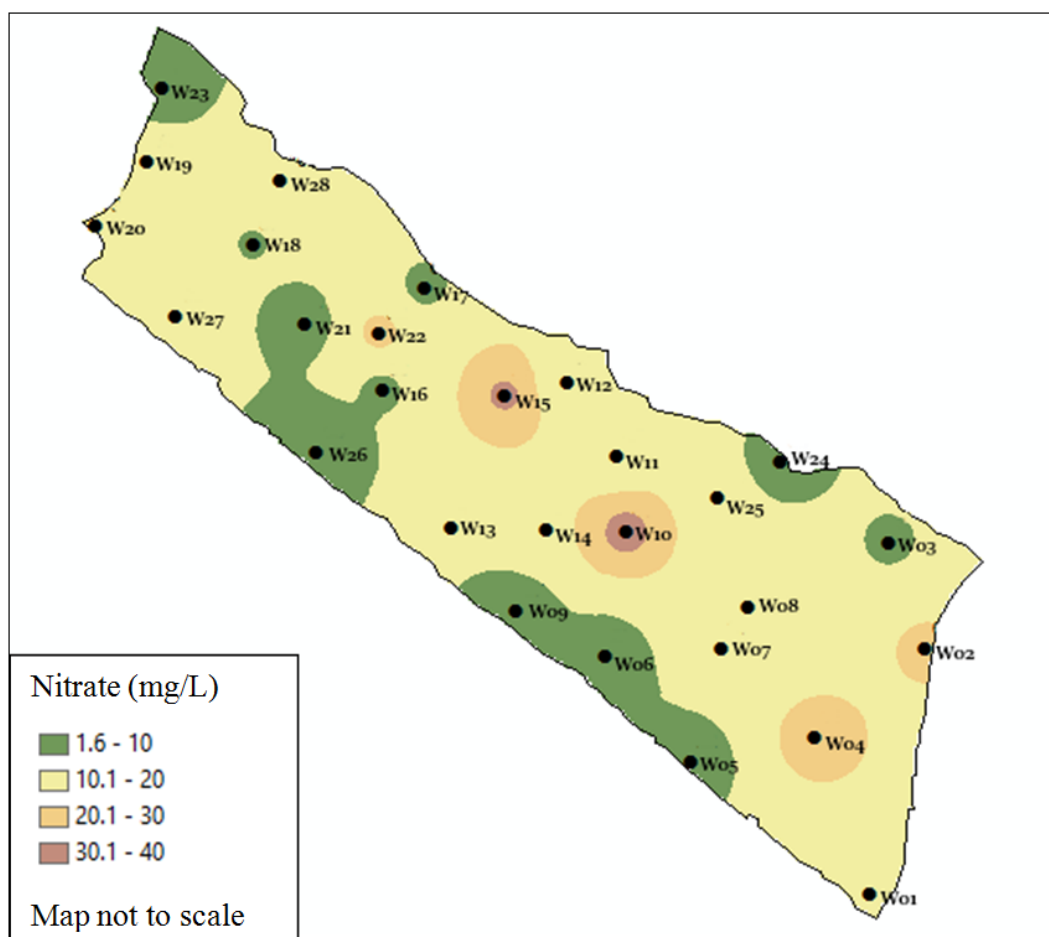 W23
W19
W28
W20
W18
W17
W27
W21
W22
W16
W15
W12
W26
W11
W24
W25
W13
W14
W10
W03
W09
W08
W06
W07
W02
W04
W05
W01
Nitrate (mg/L)
1.6 - 10
10.1 - 20
20.1 - 30
30.1 - 40
Map not to scale